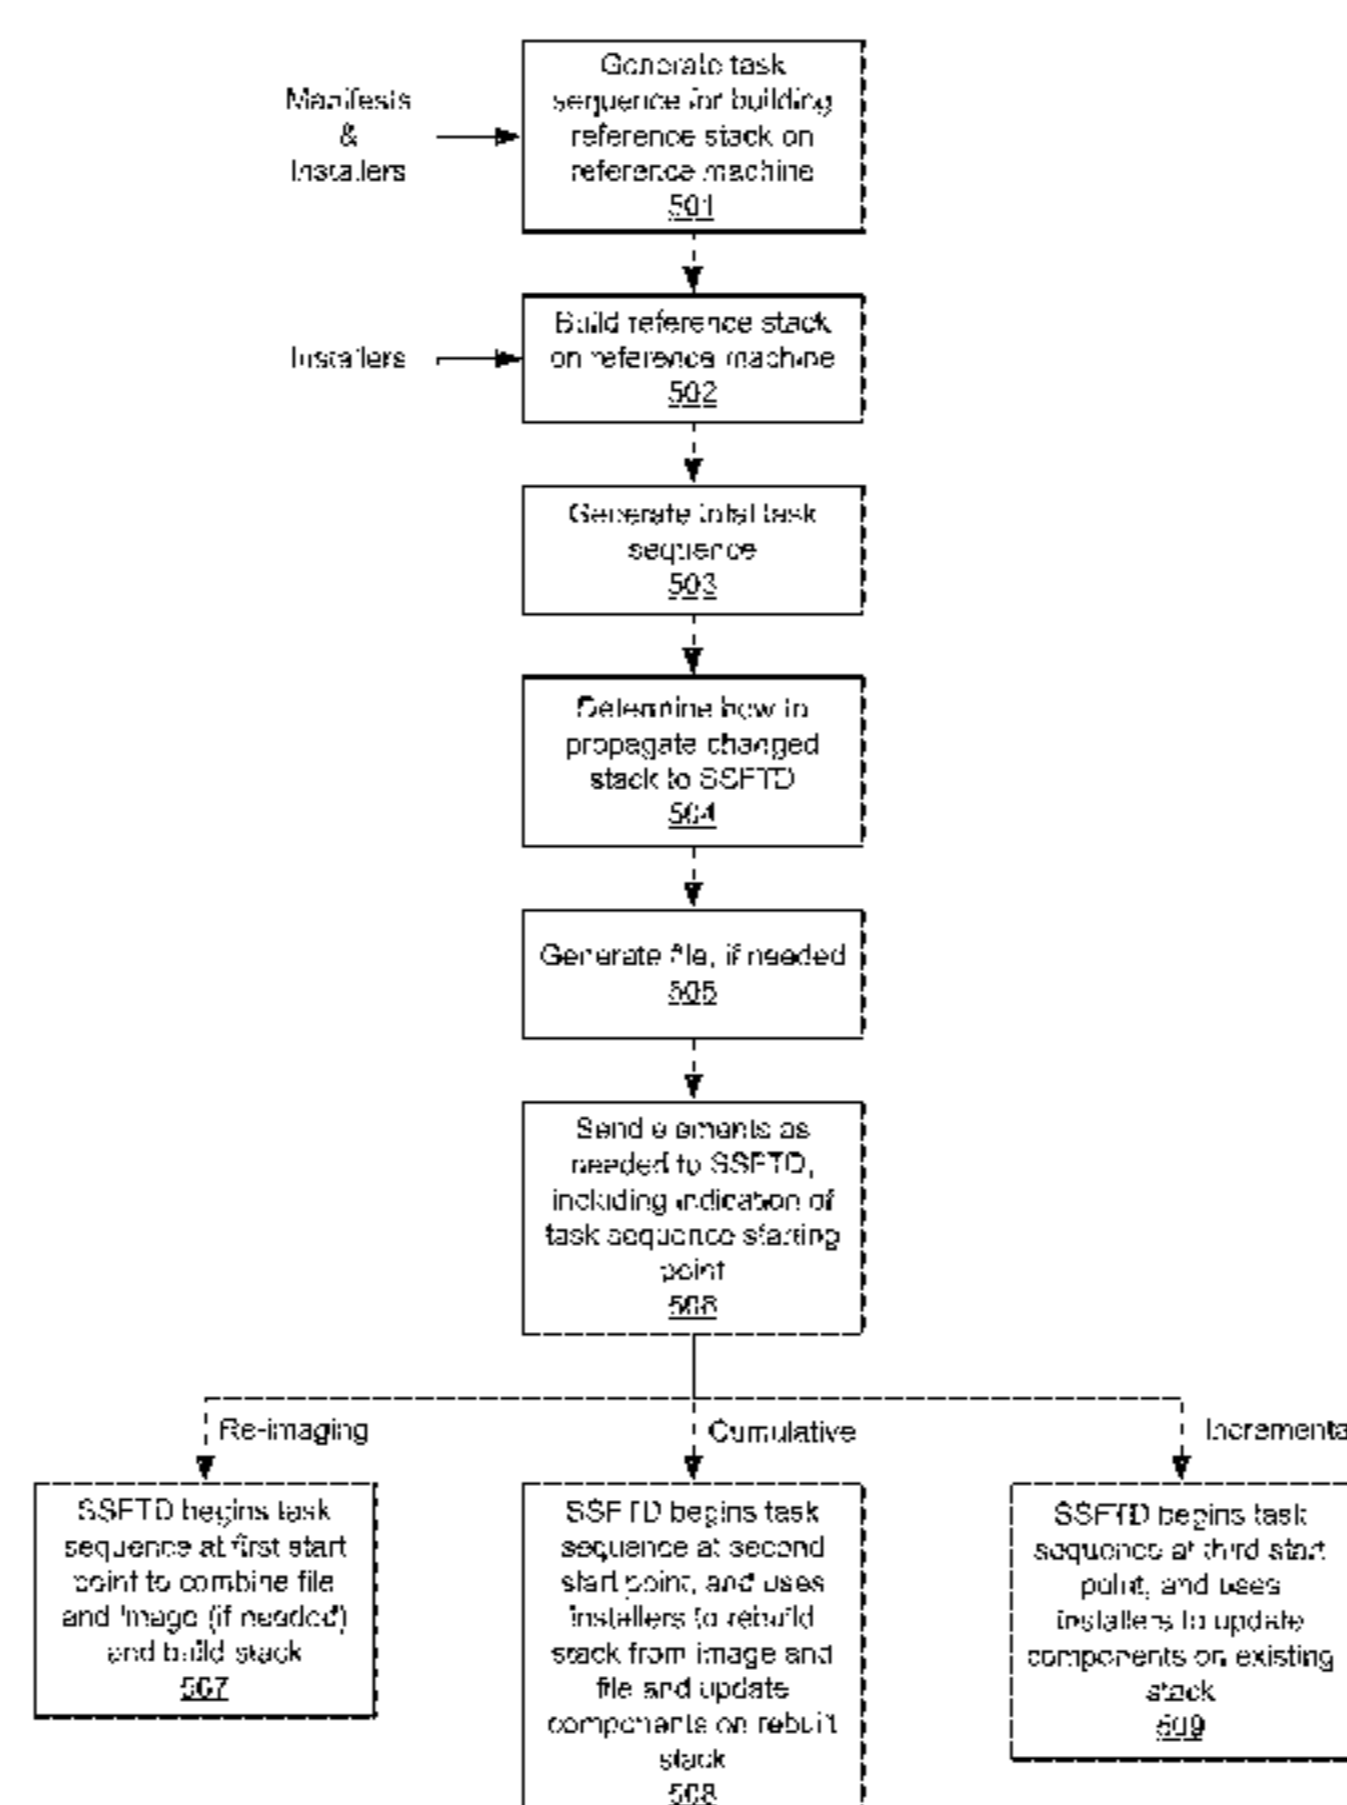 Manifests
&
Installers
Generate task
sequence for building
reference stack on
reference machine
501
Installers
Build reference stack
on reference machine
502
Generate total task
sequence
503
Determine how to
propagate changed
stack to SSFTD
504
Generate file, if needed
505
Send elements as
needed to SSFTD,
including indication of
task sequence starting
point
506
Re-imaging
Cumulative
Incrementa
SSFTD begins task
sequence at first start
point to combine file
and image (if needed)
and build stack
507
SSFTD begins task
sequence at second
start point, and uses
installers to rebuild
stack from image and
file and update
components on rebuilt
stack
508
SSFTD begins task
sequence at third start
point, and uses
installers to update
components on existing
stack
509